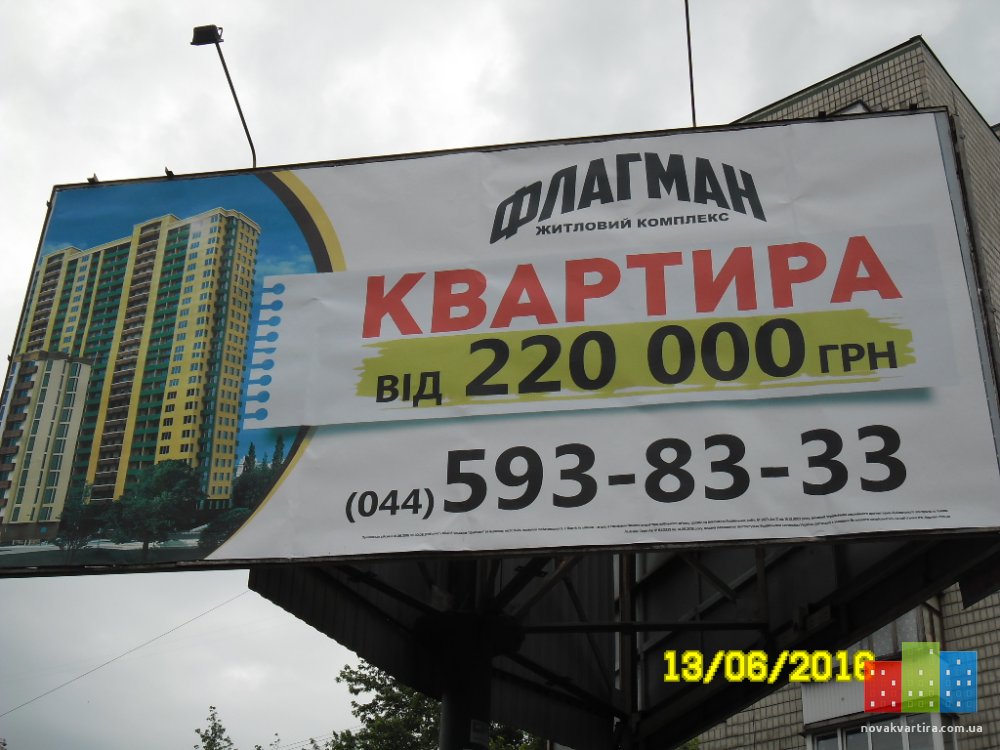 ФЛАГМАН
ЖИТЛОВИЙ КОМПЛЕКС
КВАРТИРА
ВІД 220 000 ГРН
(044) 593-83-33
13/06/2016
novakvartira.com.ua